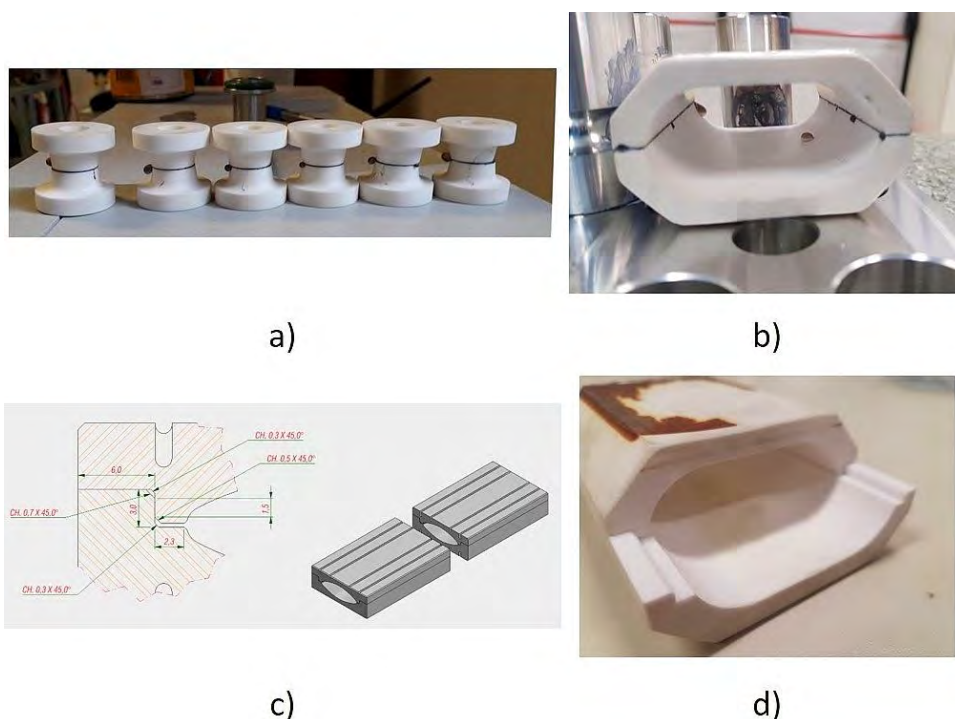 a)
b)
CH. 0.3 X 45.0°
6,0
CH. 0.5 X 45.0°
3,0
1,5
CH. 0,7 X 45.0°
2,3
CH. 0.3 X 45.0°
c)
d)